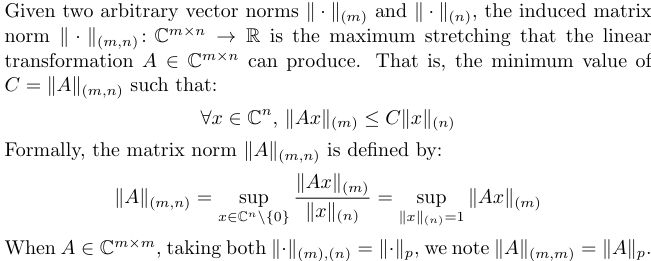 Given two arbitrary vector norms ∥ · ∥₍ₘ₎ and ∥ · ∥₍ₙ₎, the induced matrix
norm ∥ · ∥₍ₘ,ₙ₎: ℂ^{m×n} → ℝ is the maximum stretching that the linear
transformation A ∈ ℂ^{m×n} can produce. That is, the minimum value of
C = ∥A∥₍ₘ,ₙ₎ such that:
∀x ∈ ℂⁿ, ∥Ax∥₍ₘ₎ ≤ C∥x∥₍ₙ₎
Formally, the matrix norm ∥A∥₍ₘ,ₙ₎ is defined by:
∥A∥₍ₘ,ₙ₎ = sup_{x∈ℂⁿ\{0}} ∥Ax∥₍ₘ₎ / ∥x∥₍ₙ₎ = sup_{∥x∥₍ₙ₎=1} ∥Ax∥₍ₘ₎
When A ∈ ℂ^{m×m}, taking both ∥·∥₍ₘ₎,₍ₙ₎ = ∥·∥ₚ, we note ∥A∥₍ₘ,ₘ₎ = ∥A∥ₚ.